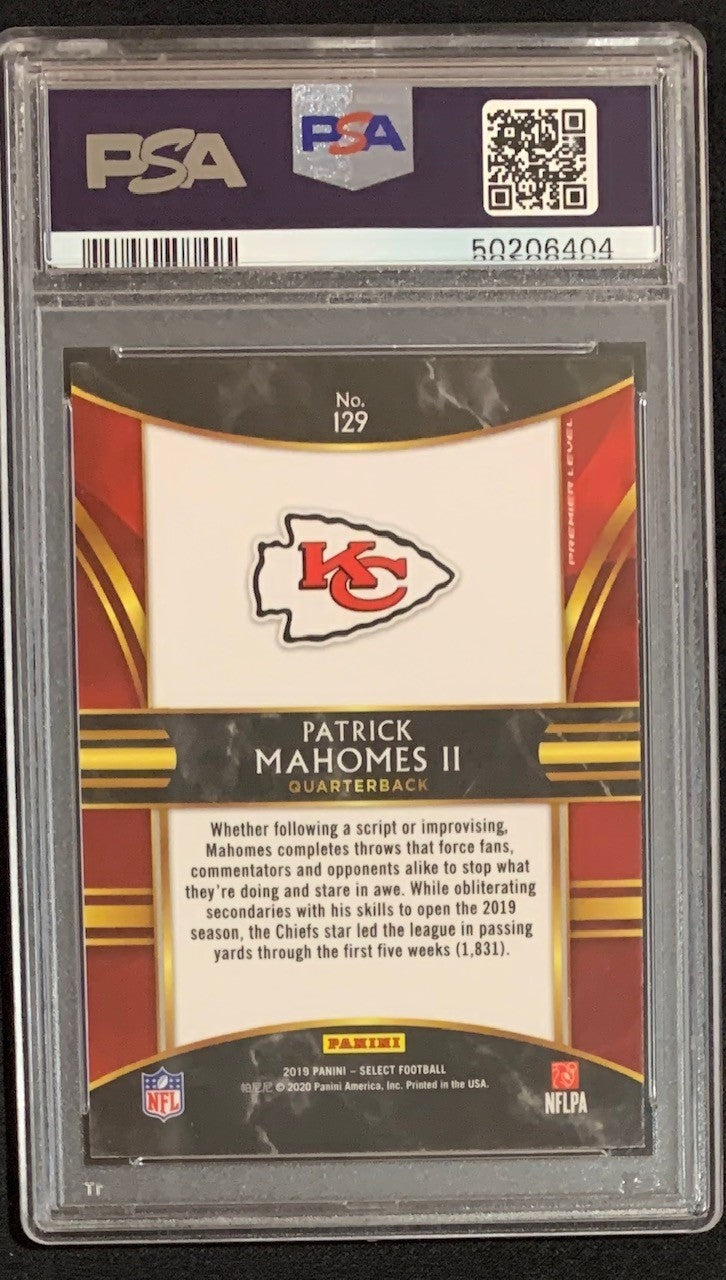 PSA
PSA
50206404
No.
129
PREMIER LEVEL
KC
PATRICK
MAHOMES II
QUARTERBACK
Whether following a script or improvising,
Mahomes completes throws that force fans,
commentators and opponents alike to stop what
they're doing and stare in awe. While obliterating
secondaries with his skills to open the 2019
season, the Chiefs star led the league in passing
yards through the first five weeks (1,831).
PANINI
2019 PANINI – SELECT FOOTBALL
帕尼尼 © 2020 Panini America, Inc. Printed in the USA.
NFL
NFLPA